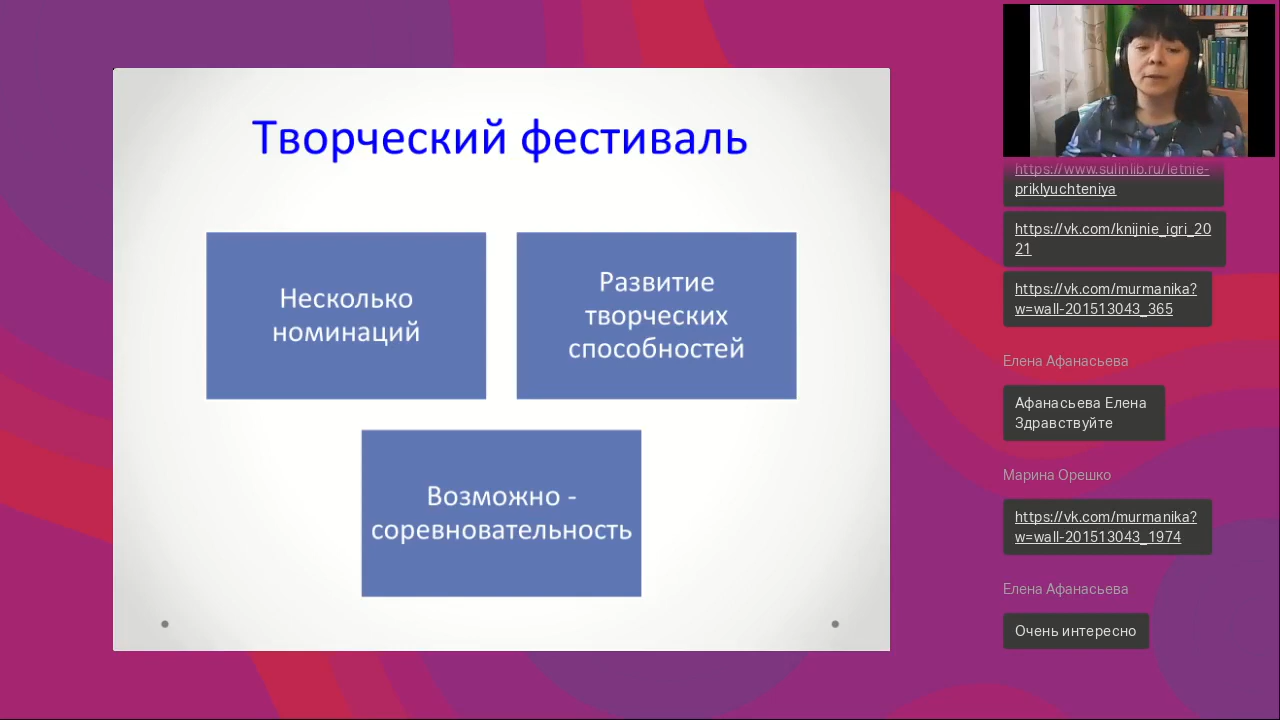 Творческий фестиваль
Несколько
номинаций
Развитие
творческих
способностей
Возможно -
соревновательность
https://www.sulinlib.ru/letnie-
priklyuchteniya
https://vk.com/knijnie_igri_20
21
https://vk.com/murmanika?
w=wall-201513043_365
Елена Афанасьева
Афанасьева Елена
Здравствуйте
Марина Орешко
https://vk.com/murmanika?
w=wall-201513043_1974
Елена Афанасьева
Очень интересно